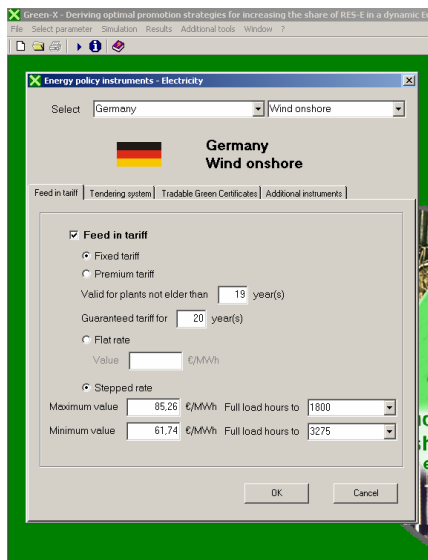 Green-X - Deriving optimal promotion strategies for increasing the share of RES-E in a dynamic
File Select parameter Simulation Results Additional tools Window ?
Energy policy instruments - Electricity
Select Germany Wind onshore
Germany
Wind onshore
Feed in tariff Tendering system Tradable Green Certificates Additional instruments
Feed in tariff
Fixed tariff
Premium tariff
Valid for plants not elder than 19 year(s)
Guaranteed tariff for 20 year(s)
Flat rate
Value €/MWh
Stepped rate
Maximum value 85,26 €/MWh Full load hours to 1800
Minimum value 61,74 €/MWh Full load hours to 3275
OK Cancel